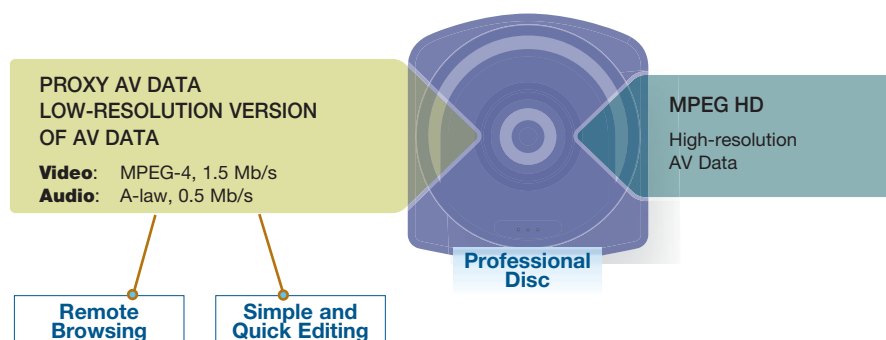 PROXY AV DATA
LOW-RESOLUTION VERSION
OF AV DATA
Video: MPEG-4, 1.5 Mb/s
Audio: A-law, 0.5 Mb/s
MPEG HD
High-resolution
AV Data
Professional
Disc
Remote
Browsing
Simple and
Quick Editing